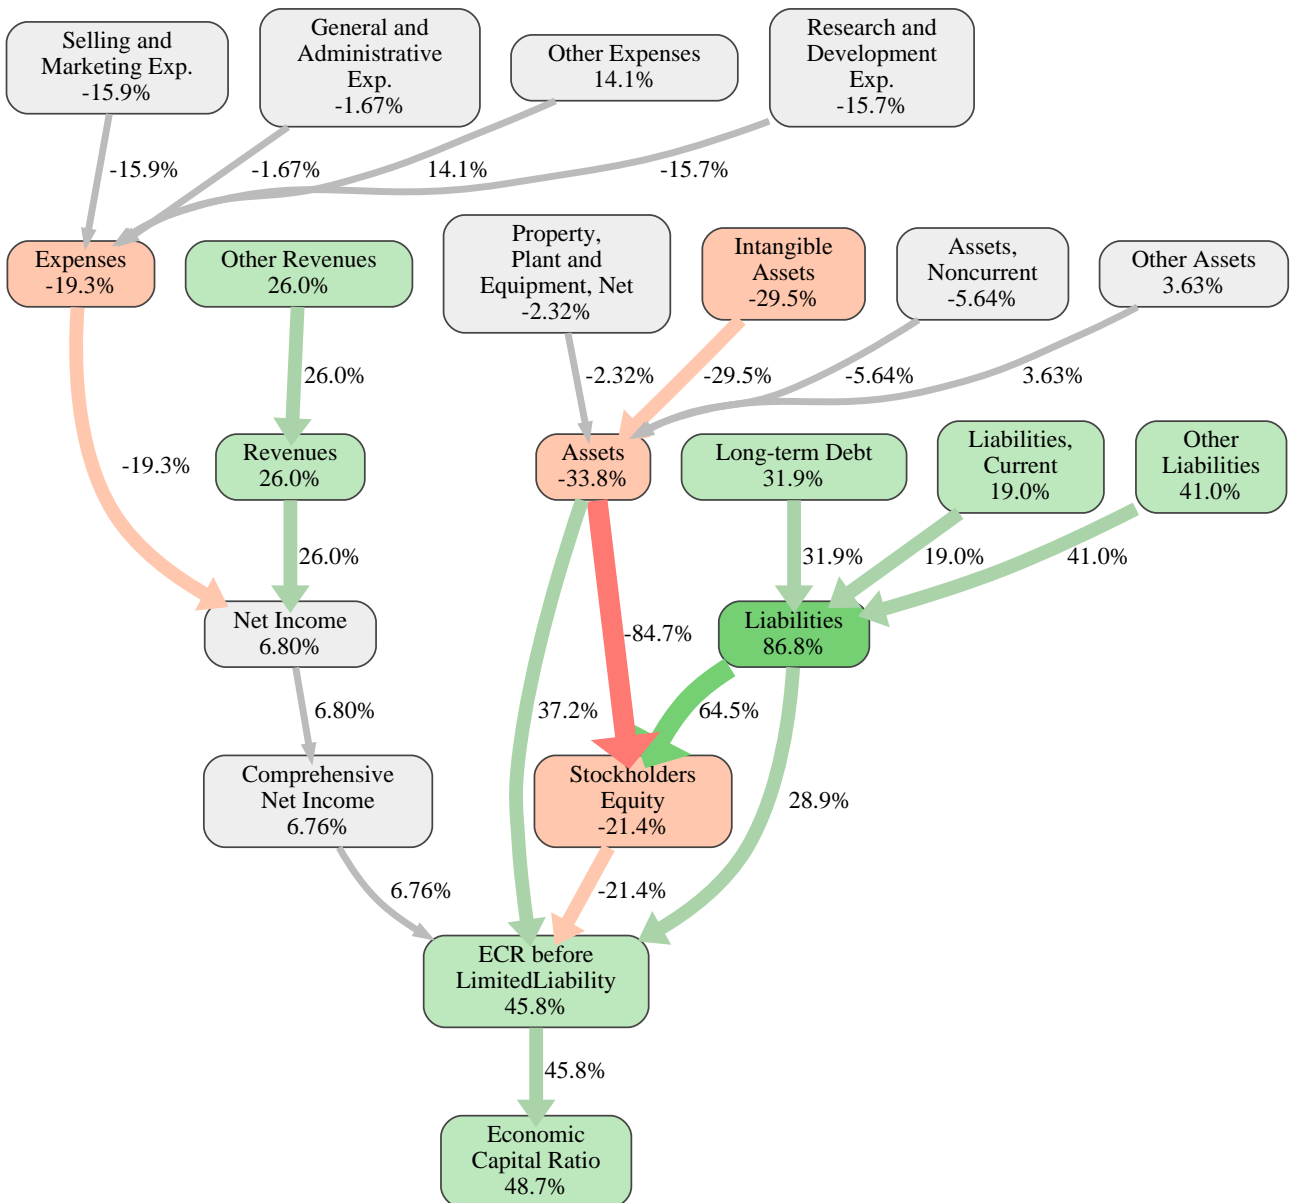 Selling and
Marketing Exp.
-15.9%
General and
Administrative
Exp.
-1.67%
Other Expenses
14.1%
Research and
Development
Exp.
-15.7%
-15.9%
-1.67%
14.1%
-15.7%
Expenses
-19.3%
Other Revenues
26.0%
Property,
Plant and
Equipment, Net
-2.32%
Intangible
Assets
-29.5%
Assets,
Noncurrent
-5.64%
Other Assets
3.63%
26.0%
-2.32%
-29.5%
-5.64%
3.63%
-19.3%
Revenues
26.0%
Assets
-33.8%
Long-term Debt
31.9%
Liabilities,
Current
19.0%
Other
Liabilities
41.0%
26.0%
31.9%
19.0%
41.0%
Net Income
6.80%
-84.7%
Liabilities
86.8%
6.80%
37.2%
64.5%
Comprehensive
Net Income
6.76%
Stockholders
Equity
-21.4%
28.9%
6.76%
-21.4%
ECR before
LimitedLiability
45.8%
45.8%
Economic
Capital Ratio
48.7%